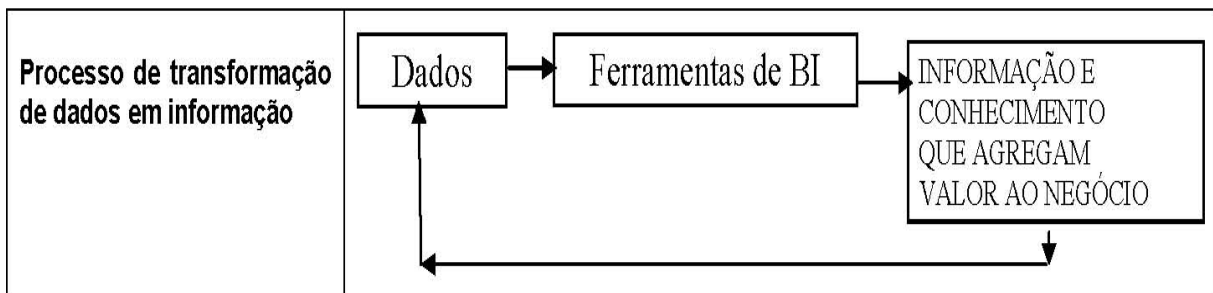 Processo de transformação
de dados em informação
Dados
Ferramentas de BI
INFORMAÇÃO E
CONHECIMENTO
QUE AGREGAM
VALOR AO NEGÓCIO